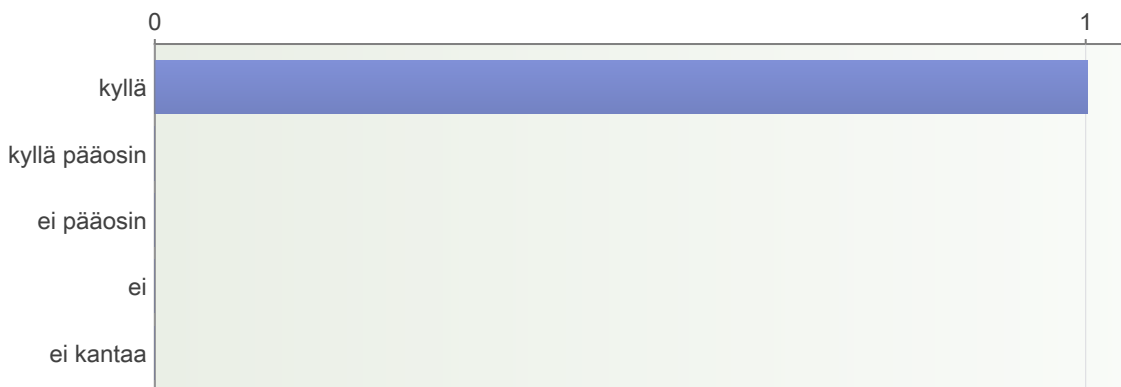 0 1
kyllä
kyllä pääosin
ei pääosin
ei
ei kantaa